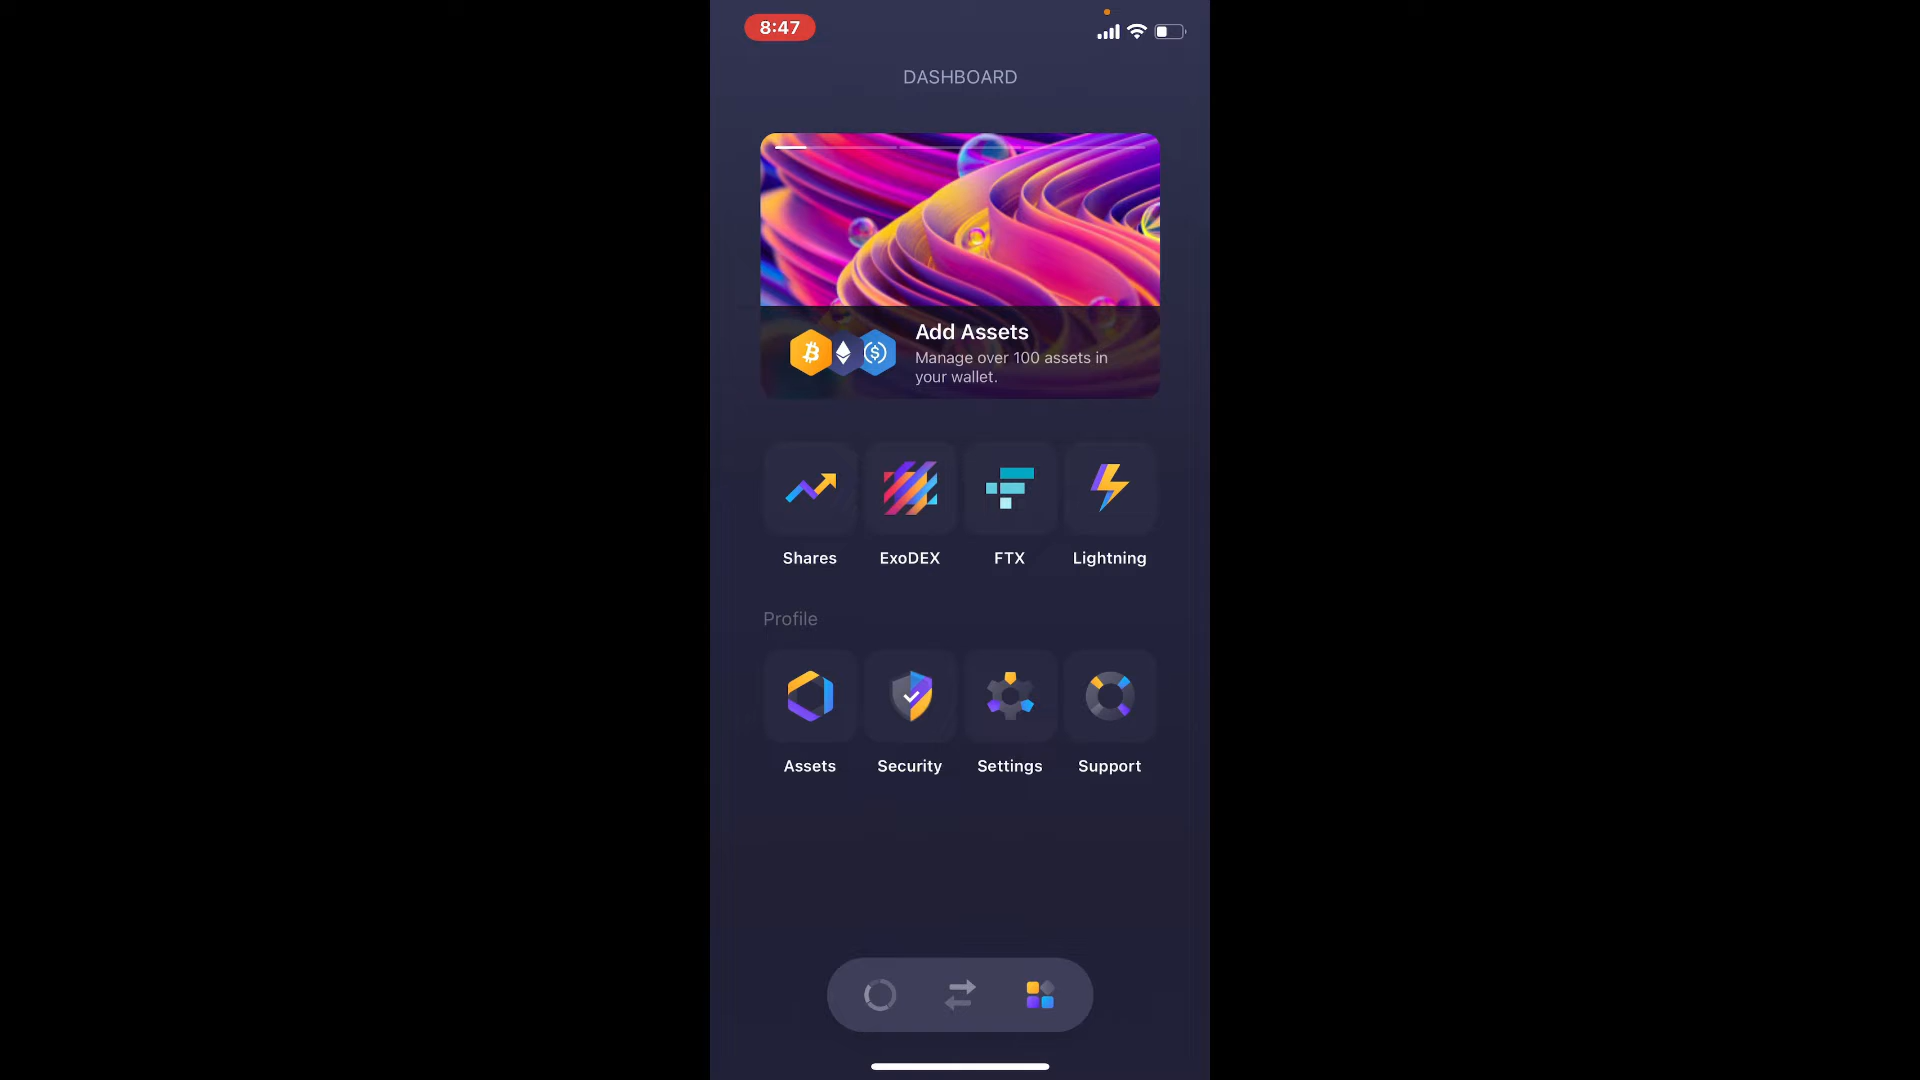 8:47
DASHBOARD
Add Assets
Manage over 100 assets in
your wallet.
Shares
ExoDEX
FTX
Lightning
Profile
Assets
Security
Settings
Support